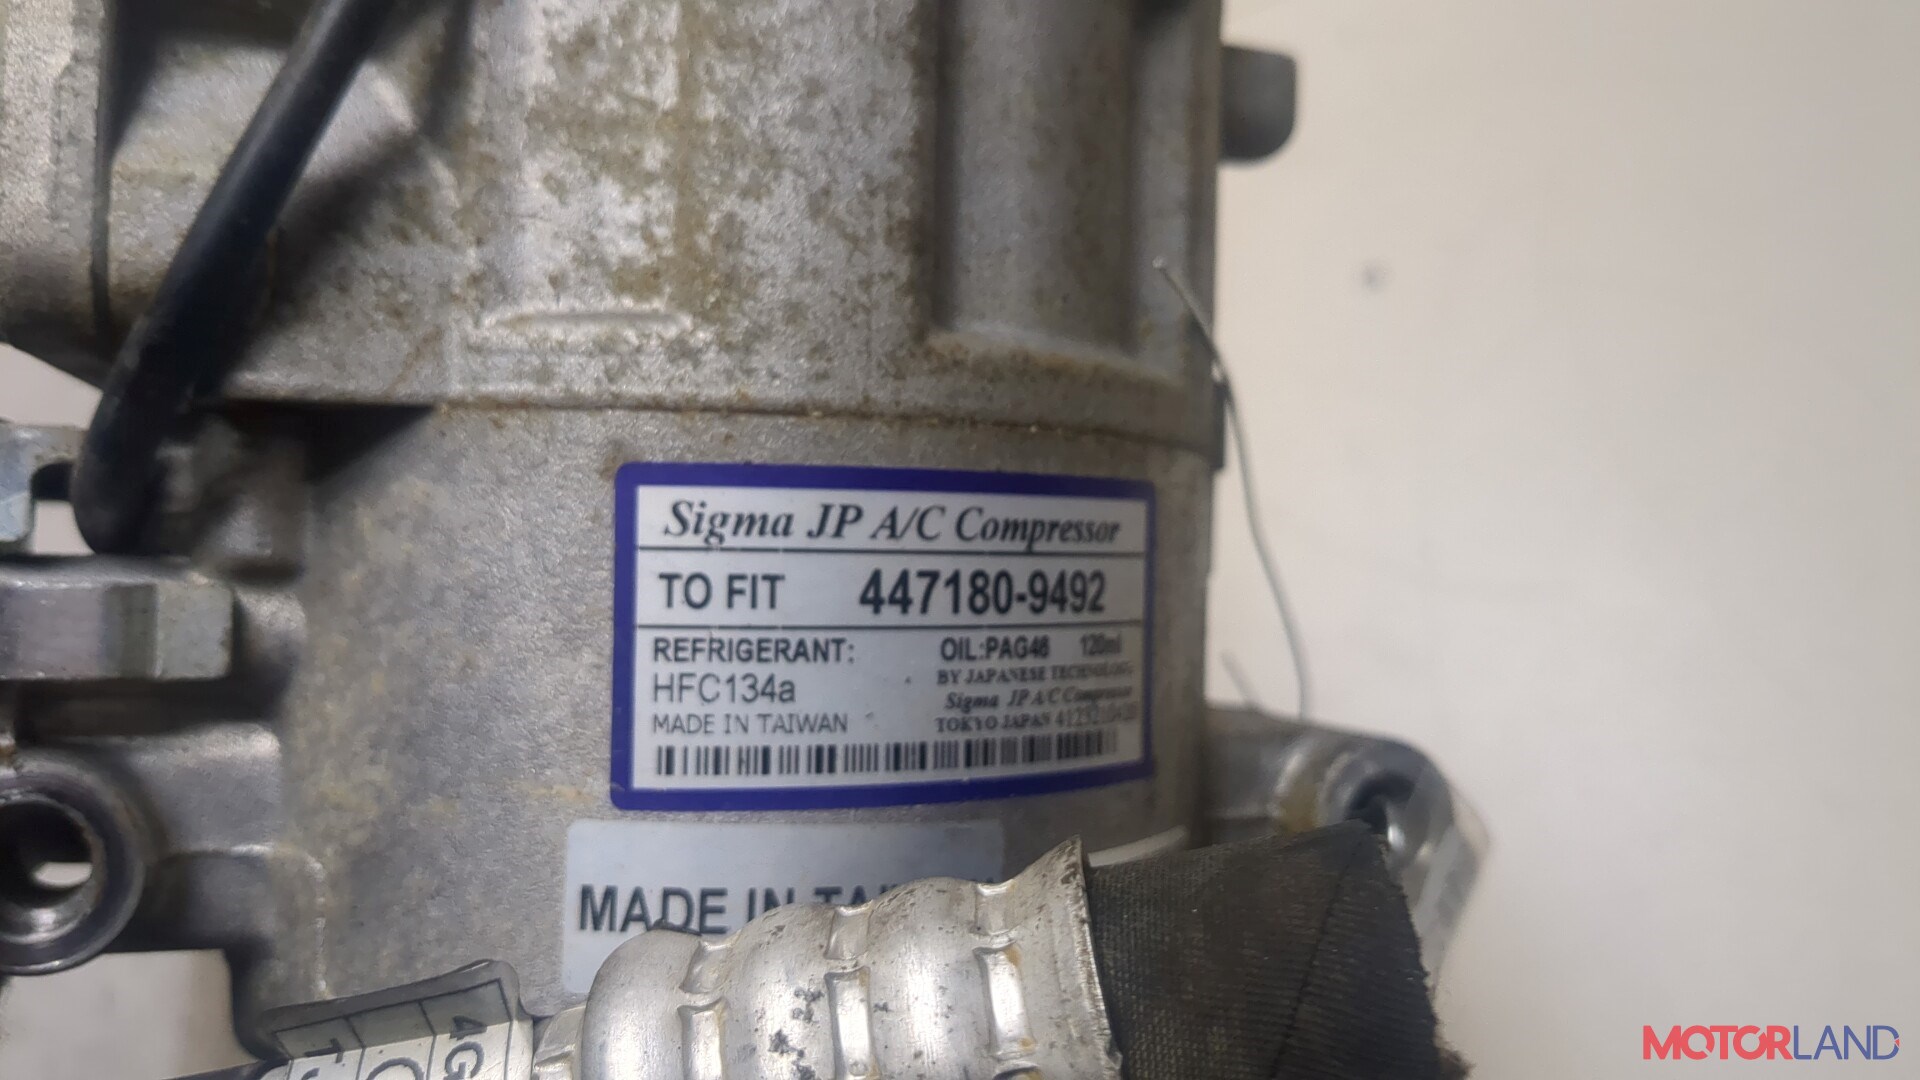 Sigma JP A/C Compressor
TO FIT 447180-9492
REFRIGERANT: OIL:PAG46 120ml
HFC134a BY JAPANESE TECHNOLOGY
Sigma JP A/C Compressor
MADE IN TAIWAN TOKYO JAPAN
MADE IN
4G
MOTORLAND